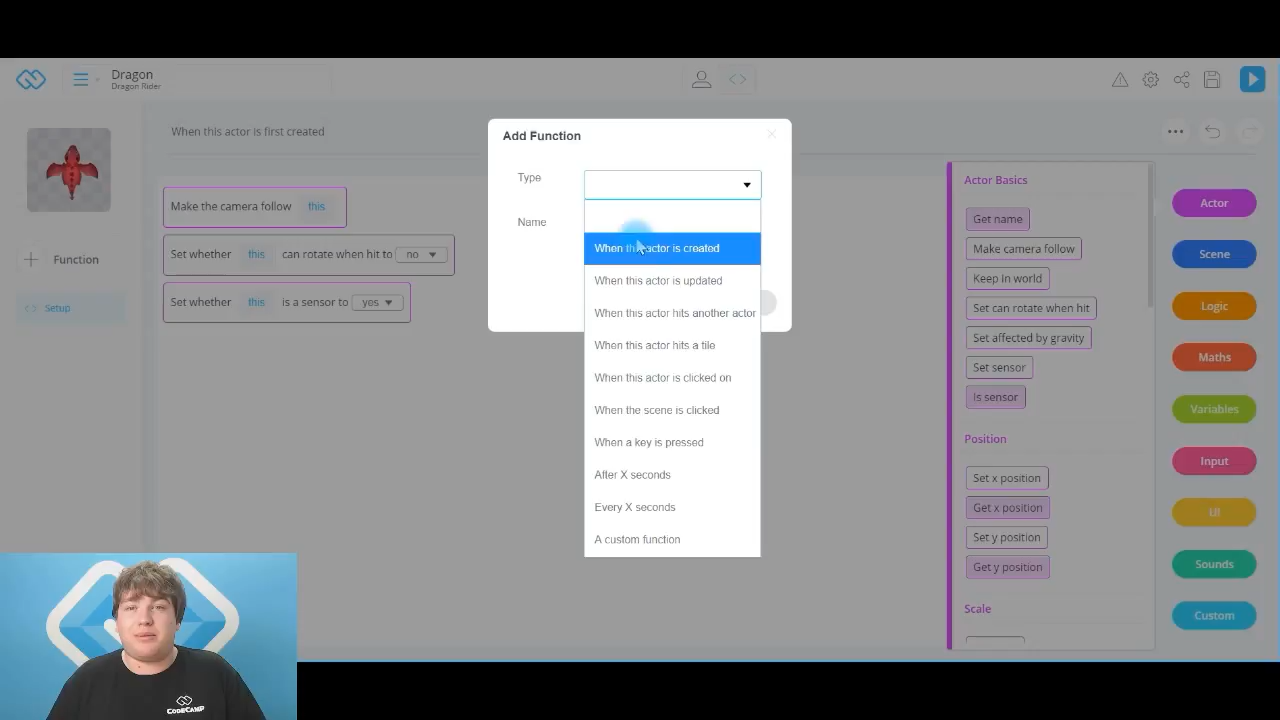 Dragon
Dragon Rider
When this actor is first created
Make the camera follow this
Set whether this can rotate when hit to no
Set whether this is a sensor to yes
Function
Setup
Add Function
Type
Name
When this actor is created
When this actor is updated
When this actor hits another actor
When this actor hits a tile
When this actor is clicked on
When the scene is clicked
When a key is pressed
After X seconds
Every X seconds
A custom function
Actor Basics
Get name
Make camera follow
Keep in world
Set can rotate when hit
Set affected by gravity
Set sensor
Is sensor
Position
Set x position
Get x position
Set y position
Get y position
Scale
Actor
Scene
Logic
Maths
Variables
Input
UI
Sounds
Custom
CODECAMP